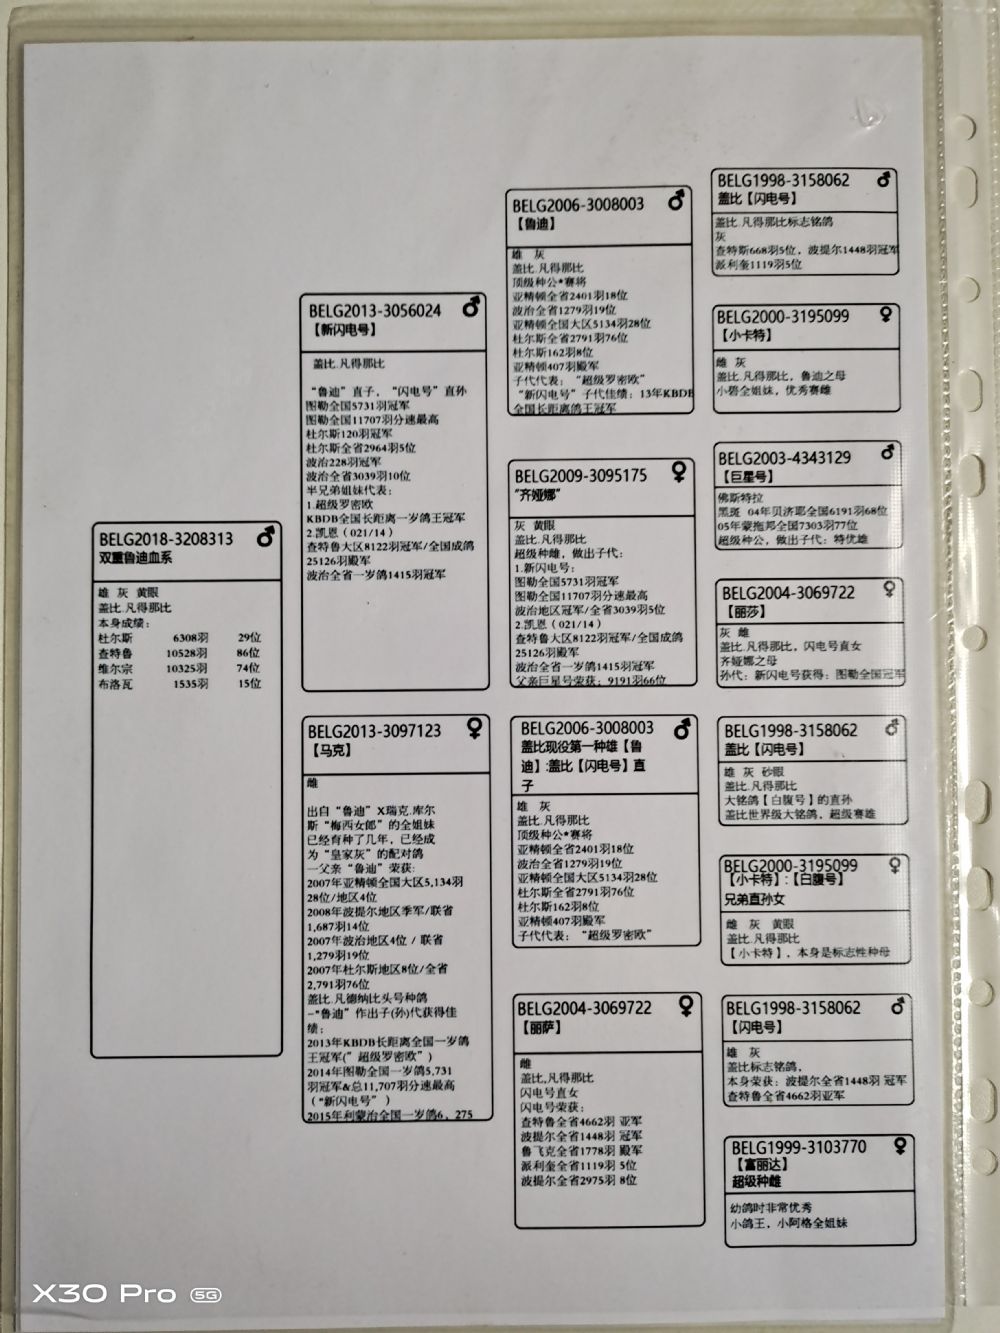 BELG2018-3208313
双重鲁迪血系
雄 灰 黄眼
盖比.凡得那比
本身成绩:
杜尔斯 6308羽 29位
查特鲁 10528羽 86位
维尔宗 10325羽 74位
布洛瓦 1535羽 15位
BELG2013-3056024
【新闪电号】
盖比.凡得那比
“鲁迪”直子，“闪电号”直孙
图勒全国5731羽冠军
图勒全国11707羽分速最高
杜尔斯120羽冠军
杜尔斯全省2964羽5位
波治228羽冠军
波治全省3039羽10位
半兄弟姐妹代表:
1.超级罗密欧
KBDB全国长距离一岁鸽王冠军
2.凯恩（021/14）
查特鲁大区8122羽冠军/全国成鸽
25126羽殿军
波治全省一岁鸽1415羽冠军
BELG2013-3097123
【马克】
雌
出自“鲁迪”X瑞克.库尔
斯“梅西女郎”的全姐妹
已经育种了几年，已经成
为“皇家灰”的配对鸽
一父亲“鲁迪”荣获:
2007年亚精顿全国大区5,134羽
28位/地区4位
2008年波提尔地区季军/联省
1,687羽14位
2007年波治地区4位 / 联省
1,279羽19位
2007年杜尔斯地区8位/全省
2,791羽76位
盖比.凡德纳比头号种鸽
-“鲁迪”作出子(孙)代获得佳
绩:
2013年KBDB长距离全国一岁鸽
王冠军(”超级罗密欧”)
2014年图勒全国一岁鸽5,731
羽冠军&总11,707羽分速最高
（“新闪电号”）
2015年利蒙治全国一岁鸽6，275
BELG2006-3008003
【鲁迪】
雄 灰
盖比.凡得那比
顶级种公*赛将
亚精顿全省2401羽18位
波治全省1279羽19位
亚精顿全国大区5134羽28位
杜尔斯全省2791羽76位
杜尔斯162羽8位
亚精顿407羽殿军
子代代表：“超级罗密欧”
“新闪电号”子代佳绩：13年KBDB
全国长距离鸽王冠军
BELG2009-3095175
“齐娅娜”
灰 黄眼
盖比.凡得那比
超级种雌，做出子代:
1.新闪电号:
图勒全国5731羽冠军
图勒全国11707羽分速最高
波治地区冠军/全省3039羽5位
2.凯恩（021/14）
查特鲁大区8122羽冠军/全国成鸽
25126羽殿军
波治全省一岁鸽1415羽冠军
父亲巨星号荣获：9191羽66位
BELG2006-3008003
盖比现役第一种雄【鲁
迪】:盖比【闪电号】直
子
雄 灰
盖比.凡得那比
顶级种公*赛将
亚精顿全省2401羽18位
波治全省1279羽19位
亚精顿全国大区5134羽28位
杜尔斯全省2791羽76位
杜尔斯162羽8位
亚精顿407羽殿军
子代代表：“超级罗密欧”
BELG2004-3069722
【丽萨】
雌
盖比,凡得那比
闪电号直女
闪电号荣获:
查特鲁全省4662羽 亚军
波提尔全省1448羽 冠军
鲁飞克全省1778羽 殿军
派利奎全省1119羽 5位
波提尔全省2975羽 8位
BELG1998-3158062
盖比【闪电号】
盖比.凡得那比标志铭鸽
灰
查特斯668羽5位，波提尔1448羽冠军
派利奎1119羽5位
BELG2000-3195099
【小卡特】
雌 灰
盖比.凡得那比，鲁迪之母
小碧全姐妹，优秀赛雌
BELG2003-4343129
【巨星号】
佛斯特拉
黑斑 04年贝济耶全国6191羽68位
05年蒙拖邦全国7303羽77位
超级种公，做出子代：特优雄
BELG2004-3069722
【丽莎】
灰 雌
盖比.凡得那比，闪电号直女
齐娅娜之母
孙代：新闪电号获得：图勒全国冠军
BELG1998-3158062
盖比【闪电号】
雄 灰 砂眼
盖比.凡得那比
大铭鸽【白腹号】的直孙
盖比世界级大铭鸽，超级赛雄
BELG2000-3195099
【小卡特】:【白腹号】
兄弟直孙女
雌 灰 黄眼
盖比.凡得那比
【小卡特】，本身是标志性种母
BELG1998-3158062
【闪电号】
雄 灰
盖比标志铭鸽,
本身荣获：波提尔全省1448羽 冠军
查特鲁全省4662羽亚军
BELG1999-3103770
【富丽达】
超级种雌
幼鸽时非常优秀
小鸽王，小阿格全姐妹
X30 Pro 5G